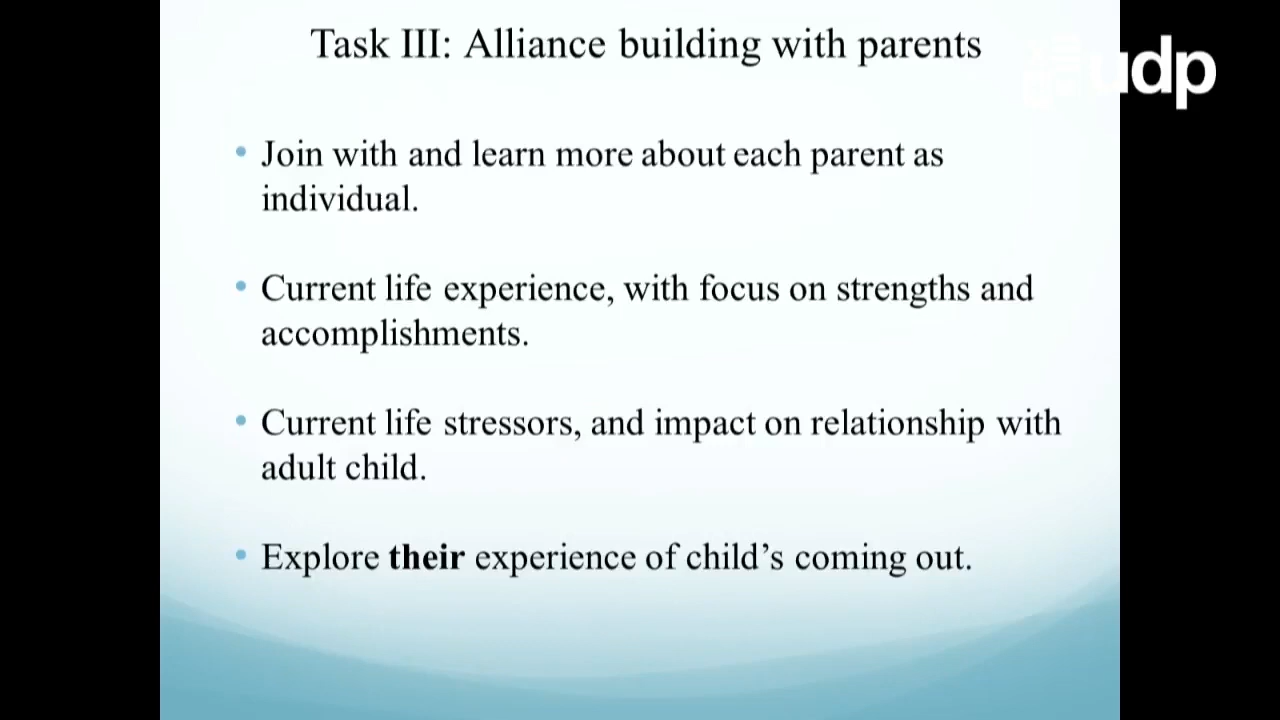 Task III: Alliance building with parents
udp
• Join with and learn more about each parent as
individual.
• Current life experience, with focus on strengths and
accomplishments.
• Current life stressors, and impact on relationship with
adult child.
• Explore their experience of child’s coming out.